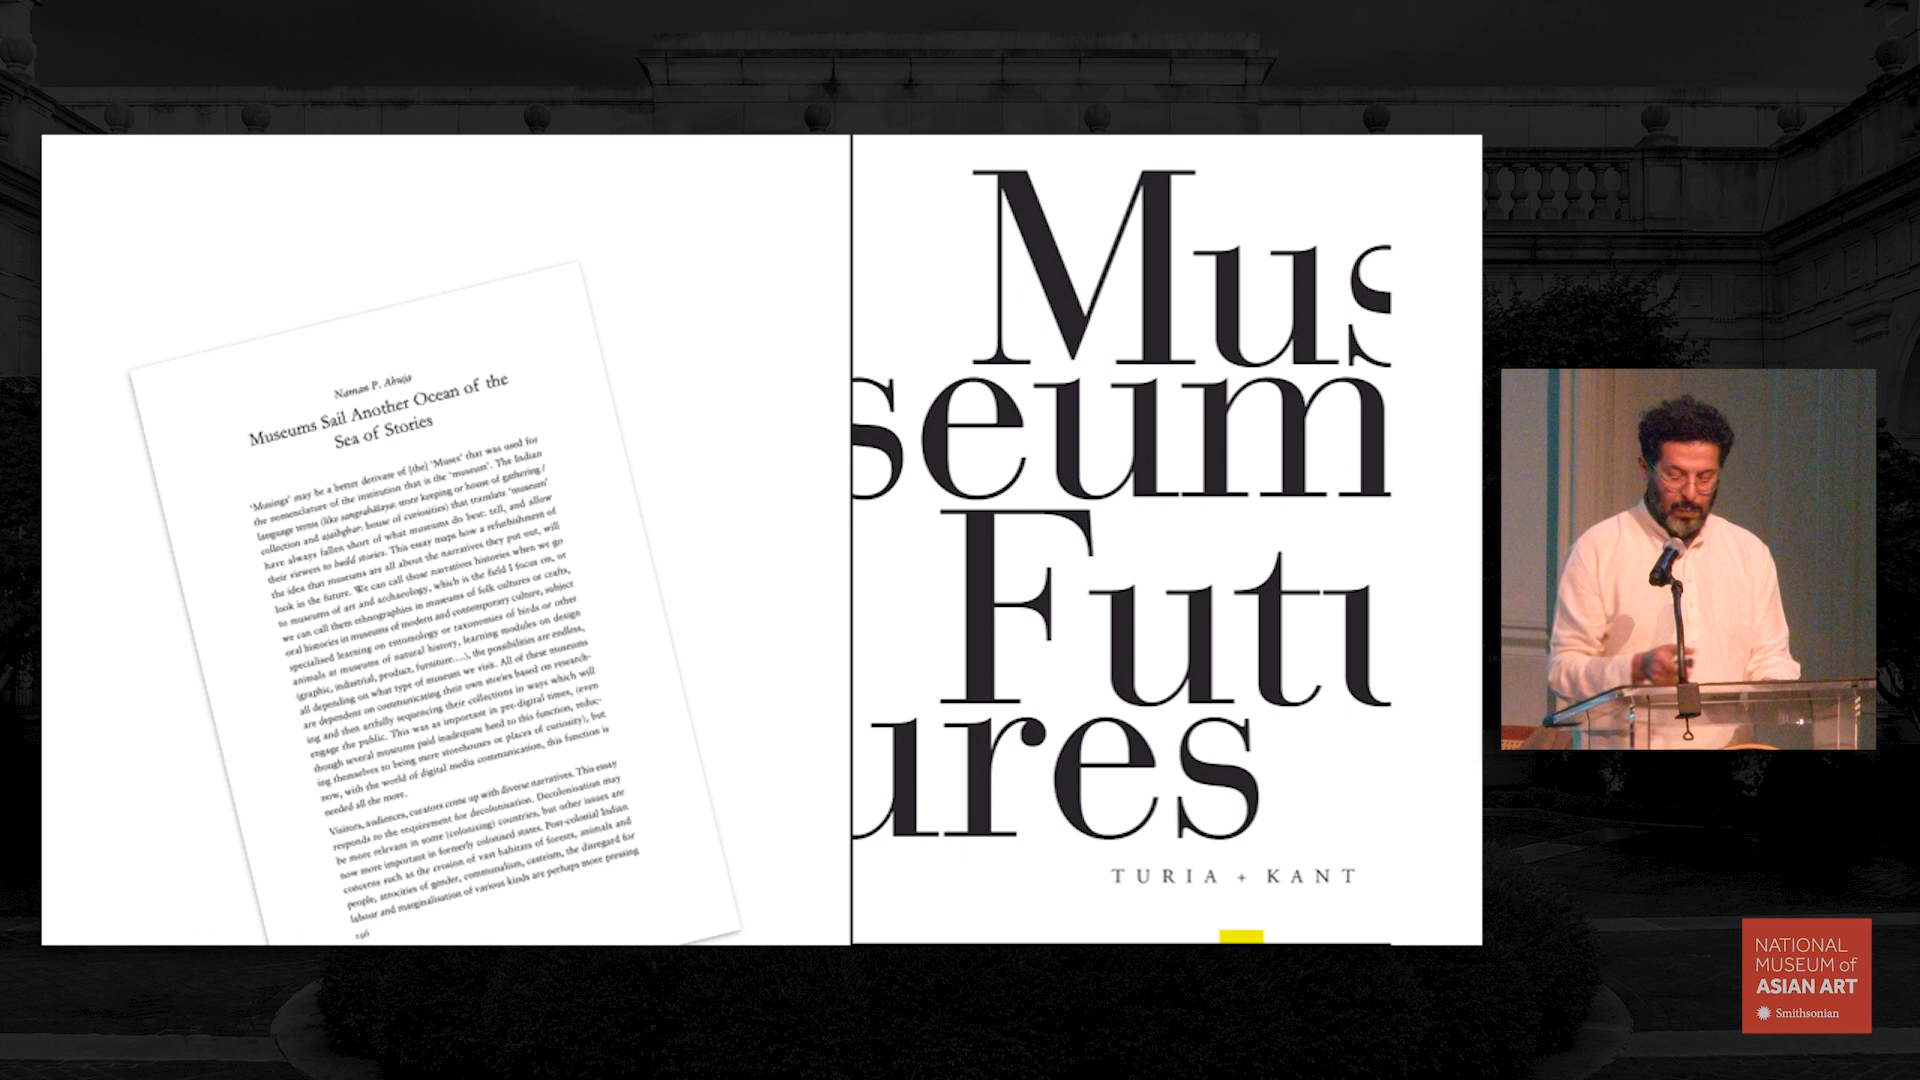 Naman P. Ahuja
Museums Sail Another Ocean of the
Sea of Stories
'Musings' may be a better derivate of [the] 'Muses' that was used for
the nomenclature of the institution that is the 'museum'. The Indian
language terms (like sangrahālaya: store keeping or house of gathering /
collection and ajaibghar: house of curiosities) that translate 'museum'
have always fallen short of what museums do best: tell, and allow
their viewers to build stories. This essay maps how a refurbishment of
the idea that museums are all about the narratives they put out, will
look in the future. We can call those narratives histories when we go
to museums of art and archaeology, which is the field I focus on, or
we can call them ethnographies in museums of folk cultures or crafts,
oral histories in museums of modern and contemporary culture, subject
specialised learning on entomology or taxonomies of birds or other
animals at museums of natural history, learning modules on design
(graphic, industrial, product, furniture....), the possibilities are endless,
all depending on what type of museum we visit. All of these museums
are dependent on communicating their own stories based on research-
ing and then artfully sequencing their collections in ways which will
engage the public. This was as important in pre-digital times, (even
though several museums paid inadequate heed to this function, reduc-
ing themselves to being mere storehouses or places of curiosity), but
now, with the world of digital media communication, this function is
needed all the more.
Visitors, audiences, curators come up with diverse narratives. This essay
responds to the requirement for decolonisation. Decolonisation may
be more relevant in some (colonising) countries, but other issues are
now more important in formerly colonised states. Post-colonial Indian
concerns such as the erosion of vast habitats of forests, animals and
people, atrocities of gender, communalism, casteism, the disregard for
labour and marginalisation of various kinds are perhaps more pressing
196
Mus
seum
Futu
ures
TURIA + KANT
NATIONAL
MUSEUM of
ASIAN ART
Smithsonian